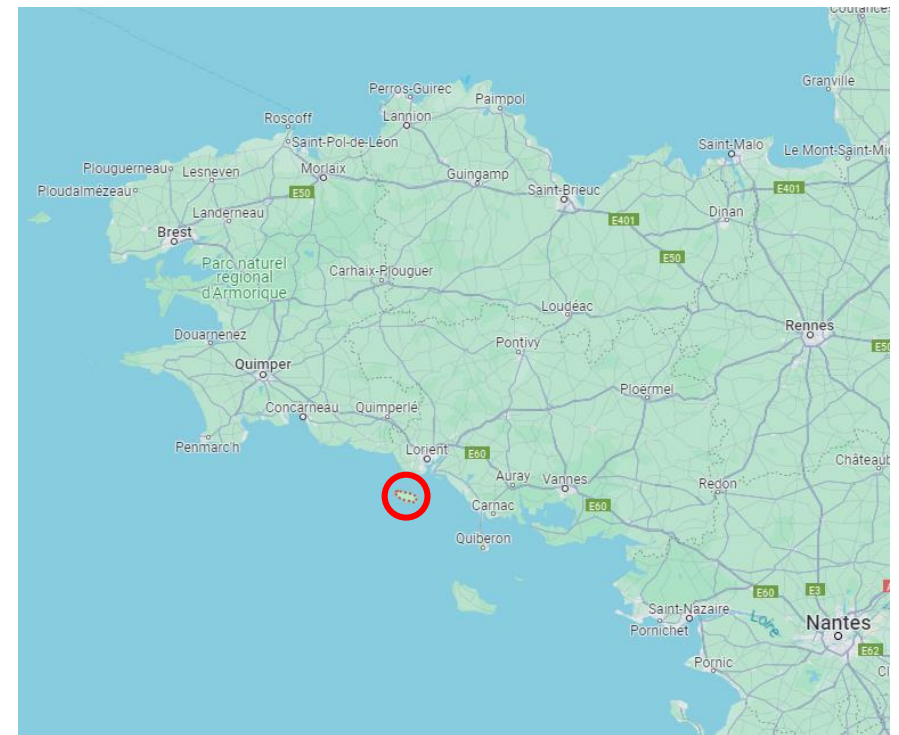 Coutances
Granville
Perros-Guirec
Paimpol
Lannion
Roscoff
Saint-Pol-de-Léon
Saint-Malo
Le Mont-Saint-Mi
Plouguerneau
Lesneven
Morlaix
Guingamp
Ploudalmézeau
E50
Saint-Brieuc
E401
Landerneau
E401
Dinan
Brest
E50
Parc naturel
régional
d'Armorique
Carhaix-Plouguer
Loudéac
Rennes
Douarnenez
Pontivy
E50
Quimper
Ploërmel
Concarneau
Quimperlé
Penmarc'h
Lorient
E60
Châteaub
Auray
Vannes
Redon
Carnac
E60
Quiberon
E60
E3
A
Saint-Nazaire
Loire
Nantes
Pornichet
E62
Pornic
Cl